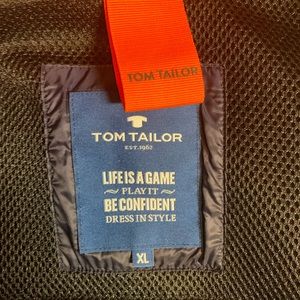 TOM TAILOR
TOM TAILOR
EST.1962
LIFE IS A GAME
PLAY IT
BE CONFIDENT
DRESS IN STYLE
XL